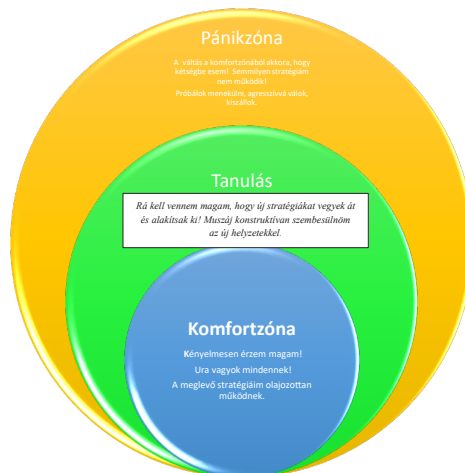 Pánikzóna
A váltás a komfortzónából akkora, hogy
kétségbe esem! Semmilyen stratégiám
nem működik!
Próbálok menekülni, agresszívvá válok,
kiszállok.
Tanulás
Rá kell vennem magam, hogy új stratégiákat vegyek át
és alakítsak ki! Muszáj konstruktívan szembesülnöm
az új helyzetekkel.
Komfortzóna
Kényelmesen érzem magam!
Ura vagyok mindennek!
A meglevő stratégiáim olajozottan
működnek.